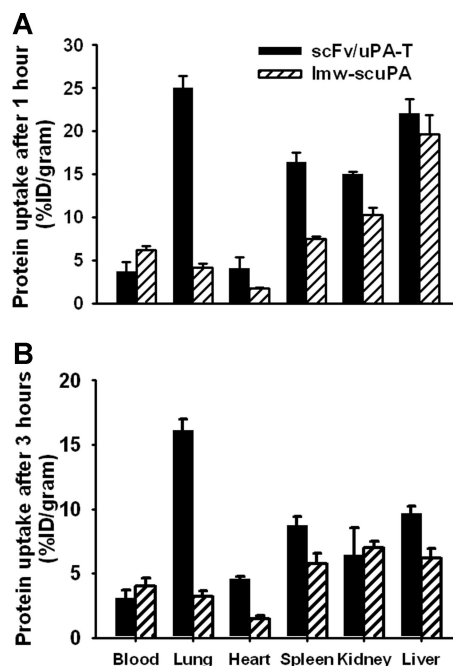 A
Protein uptake after 1 hour
(%ID/gram)
30
25
20
15
10
5
0
scFv/uPA-T
lmw-scuPA
B
Protein uptake after 3 hours
(%ID/gram)
20
15
10
5
0
Blood Lung Heart Spleen Kidney Liver